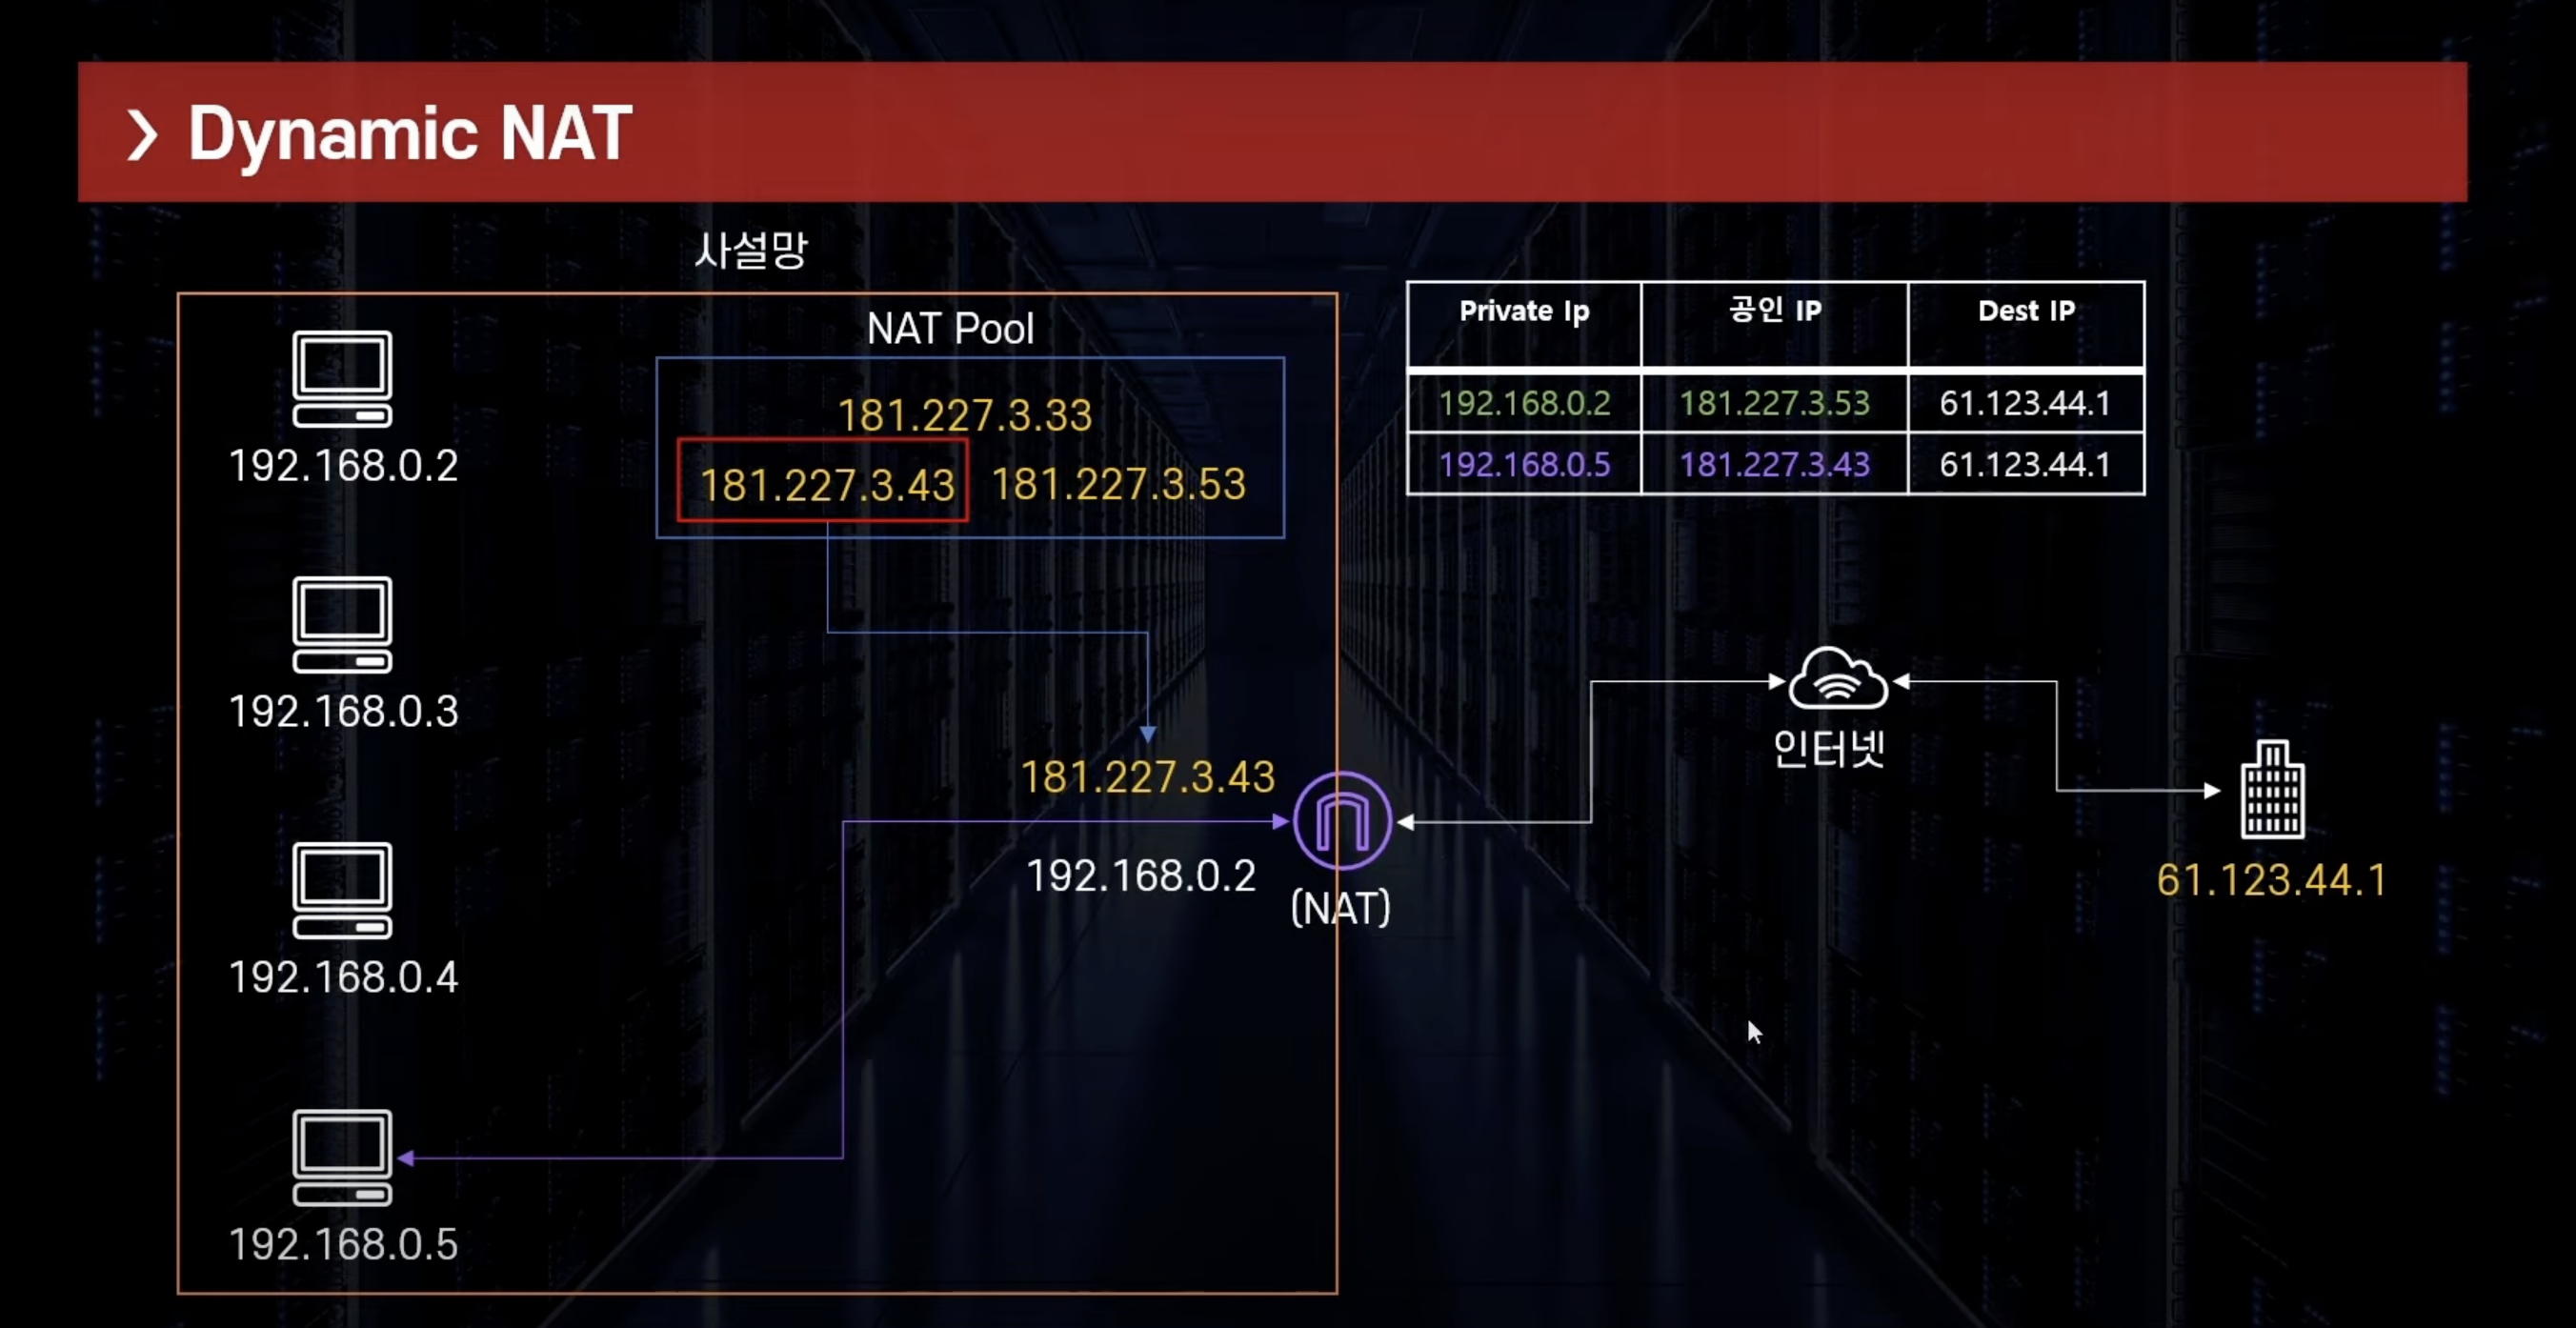 Dynamic NAT
사설망
NAT Pool
181.227.3.33
181.227.3.43 181.227.3.53
192.168.0.2
192.168.0.3
192.168.0.4
192.168.0.5
181.227.3.43
192.168.0.2
(NAT)
Private Ip 공인 IP Dest IP
192.168.0.2 181.227.3.53 61.123.44.1
192.168.0.5 181.227.3.43 61.123.44.1
인터넷
61.123.44.1